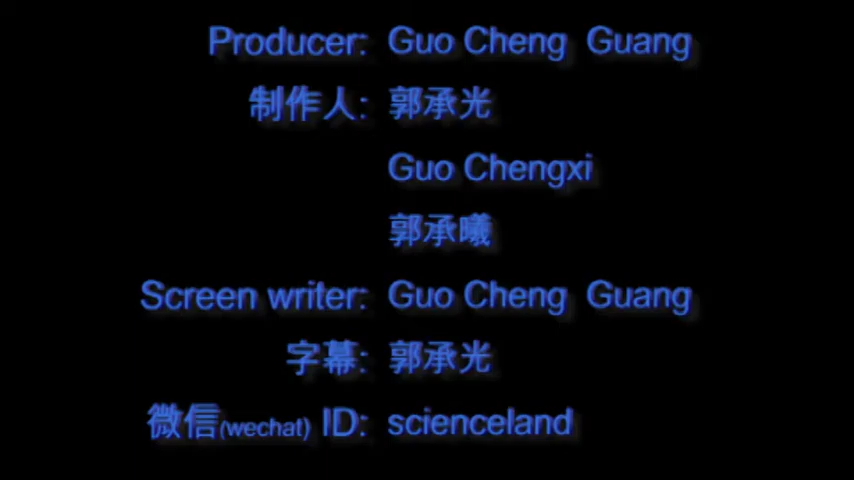 Producer: Guo Cheng Guang
制作人: 郭承光
Guo Chengxi
郭承曦
Screen writer: Guo Cheng Guang
字幕: 郭承光
微信(wechat) ID: scienceland